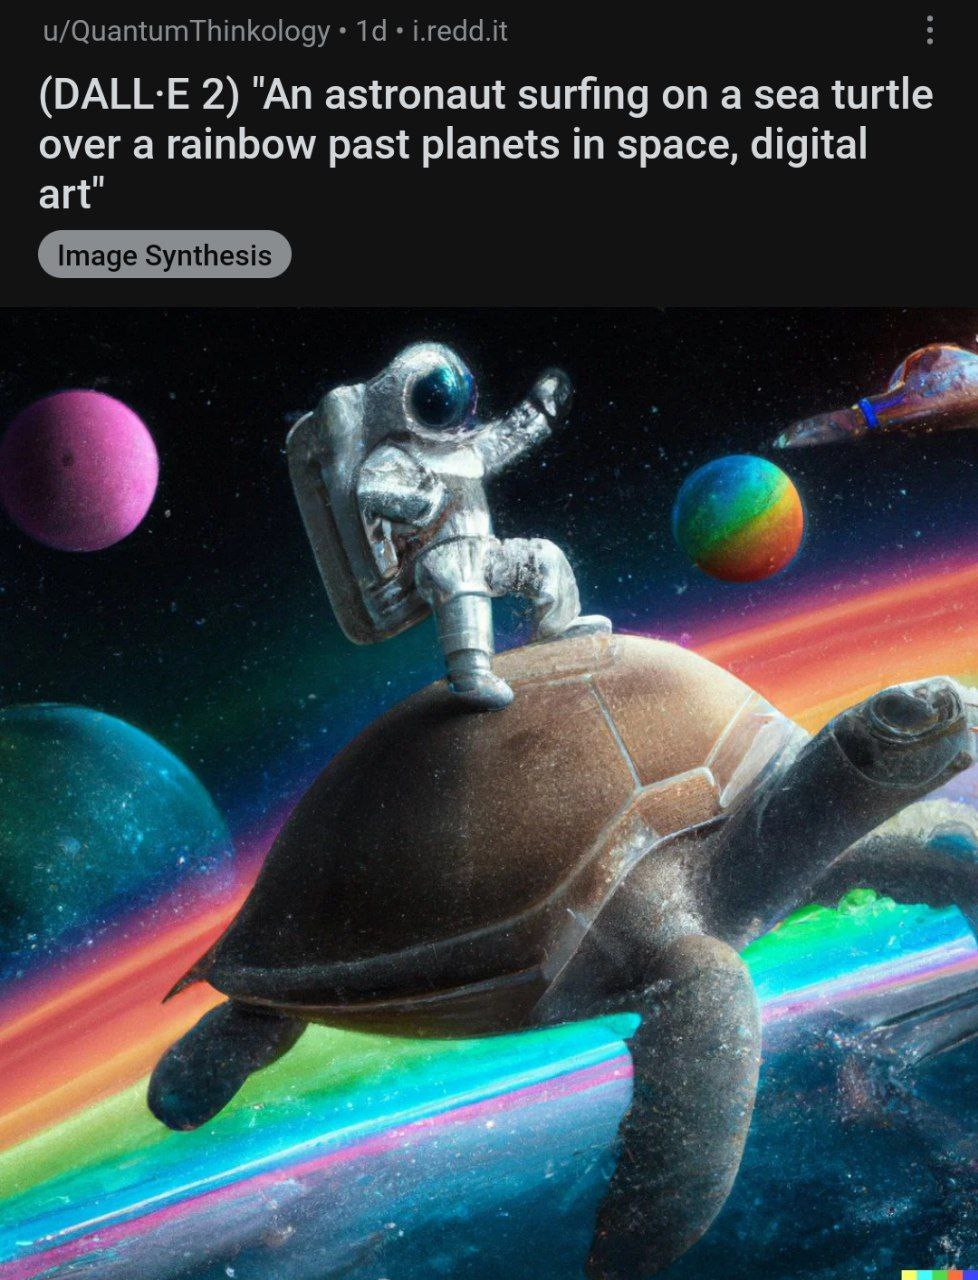 u/QuantumThinkology • 1d • i.redd.it
(DALL·E 2) "An astronaut surfing on a sea turtle
over a rainbow past planets in space, digital
art"
Image Synthesis